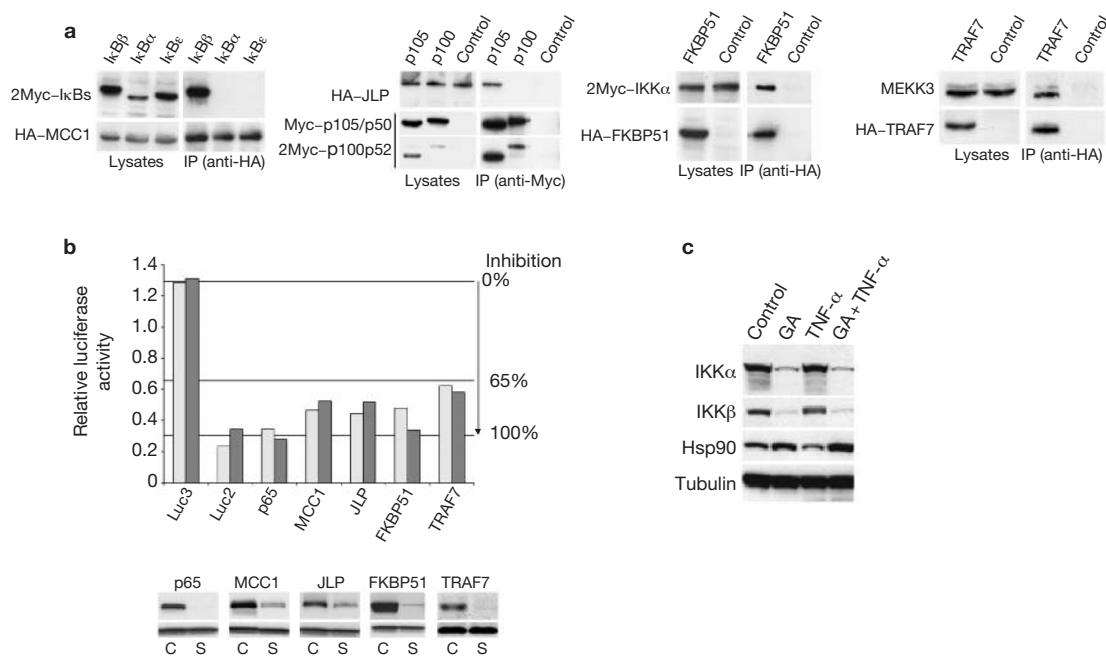 a
IκBβ IκBα IκBε IκBβ IκBα IκBε
2Myc–IκBs
HA–MCC1
Lysates IP (anti-HA)
p105 p100 Control p105 p100 Control
HA–JLP
Myc–p105/p50
2Myc–p100p52
Lysates IP (anti-Myc)
FKBP51 Control FKBP51 Control
2Myc–IKKα
HA–FKBP51
Lysates IP (anti-HA)
TRAF7 Control TRAF7 Control
MEKK3
HA–TRAF7
Lysates IP (anti-HA)
b
Relative luciferase
activity
1.4
1.2
1.0
0.8
0.6
0.4
0.2
0
Inhibition
0%
65%
100%
Luc3 Luc2 p65 MCC1 JLP FKBP51 TRAF7
p65 MCC1 JLP FKBP51 TRAF7
C S C S C S C S C S
c
Control GA TNF-α GA + TNF-α
IKKα
IKKβ
Hsp90
Tubulin